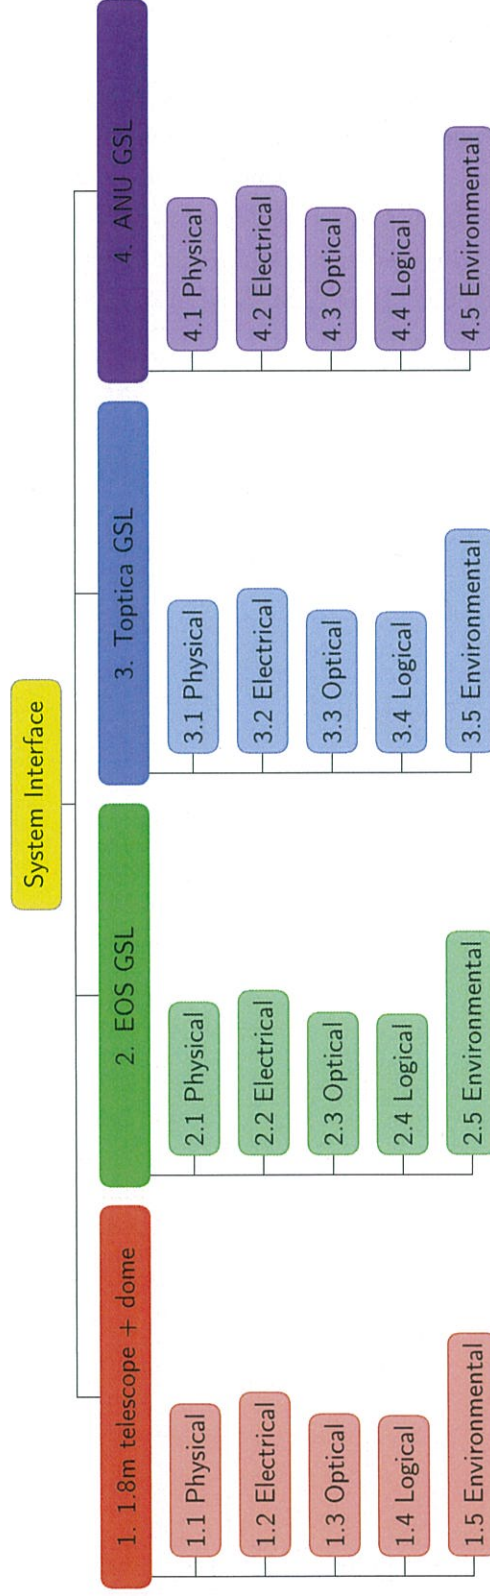 System Interface
1. 1.8m telescope + dome
1.1 Physical
1.2 Electrical
1.3 Optical
1.4 Logical
1.5 Environmental
2. EOS GSL
2.1 Physical
2.2 Electrical
2.3 Optical
2.4 Logical
2.5 Environmental
3. Toptica GSL
3.1 Physical
3.2 Electrical
3.3 Optical
3.4 Logical
3.5 Environmental
4. ANU GSL
4.1 Physical
4.2 Electrical
4.3 Optical
4.4 Logical
4.5 Environmental